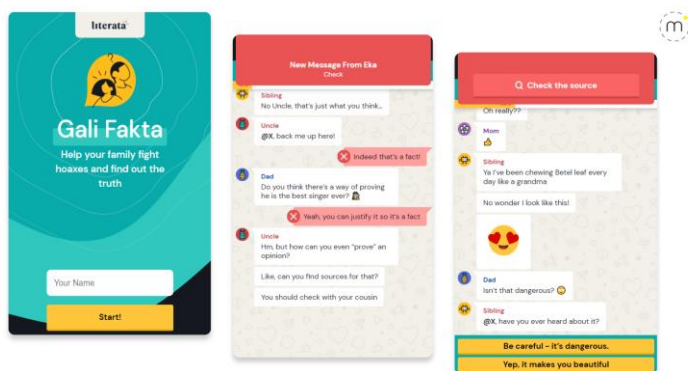 literata
Gali Fakta
Help your family fight
hoaxes and find out the
truth
Your Name
Start!
New Message From Eka
Check
Sibling
No Uncle, that's just what you think...
Uncle
@X, back me up here!
Indeed that's a fact!
Dad
Do you think there's a way of proving
he is the best singer ever?
Yeah, you can justify it so it's a fact
Uncle
Hm, but how can you even "prove" an
opinion?
Like, can you find sources for that?
You should check with your cousin
m
Check the source
Oh really??
Mom
Sibling
Ya I've been chewing Betel leaf every
day like a grandma
No wonder I look like this!
Dad
Isn't that dangerous?
Sibling
@X, have you ever heard about it?
Be careful - it's dangerous.
Yep, it makes you beautiful